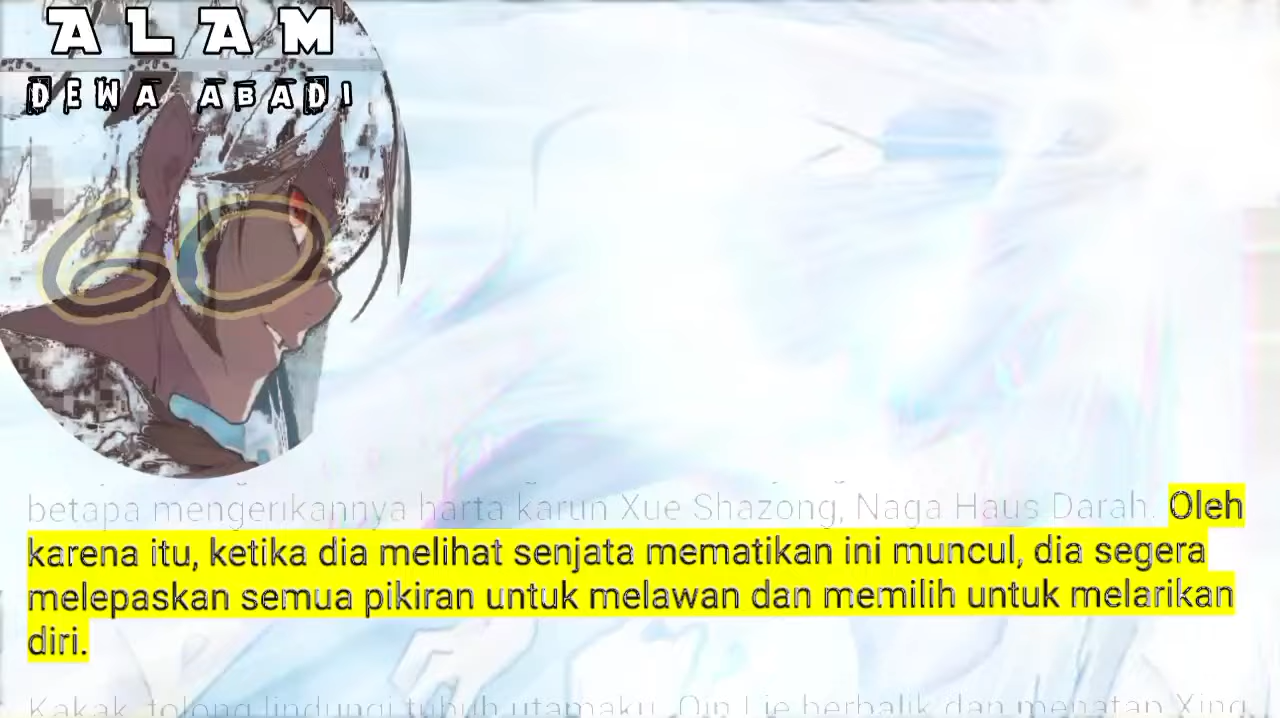 ALAM
DEWA ABADI
60
betapa mengerikannya harta karun Xue Shazong, Naga Haus Darah. Oleh
karena itu, ketika dia melihat senjata mematikan ini muncul, dia segera
melepaskan semua pikiran untuk melawan dan memilih untuk melarikan
diri.
Kakak, tolong lindungi tubuh utamaku. Qin Lie berbalik dan menatap Xing